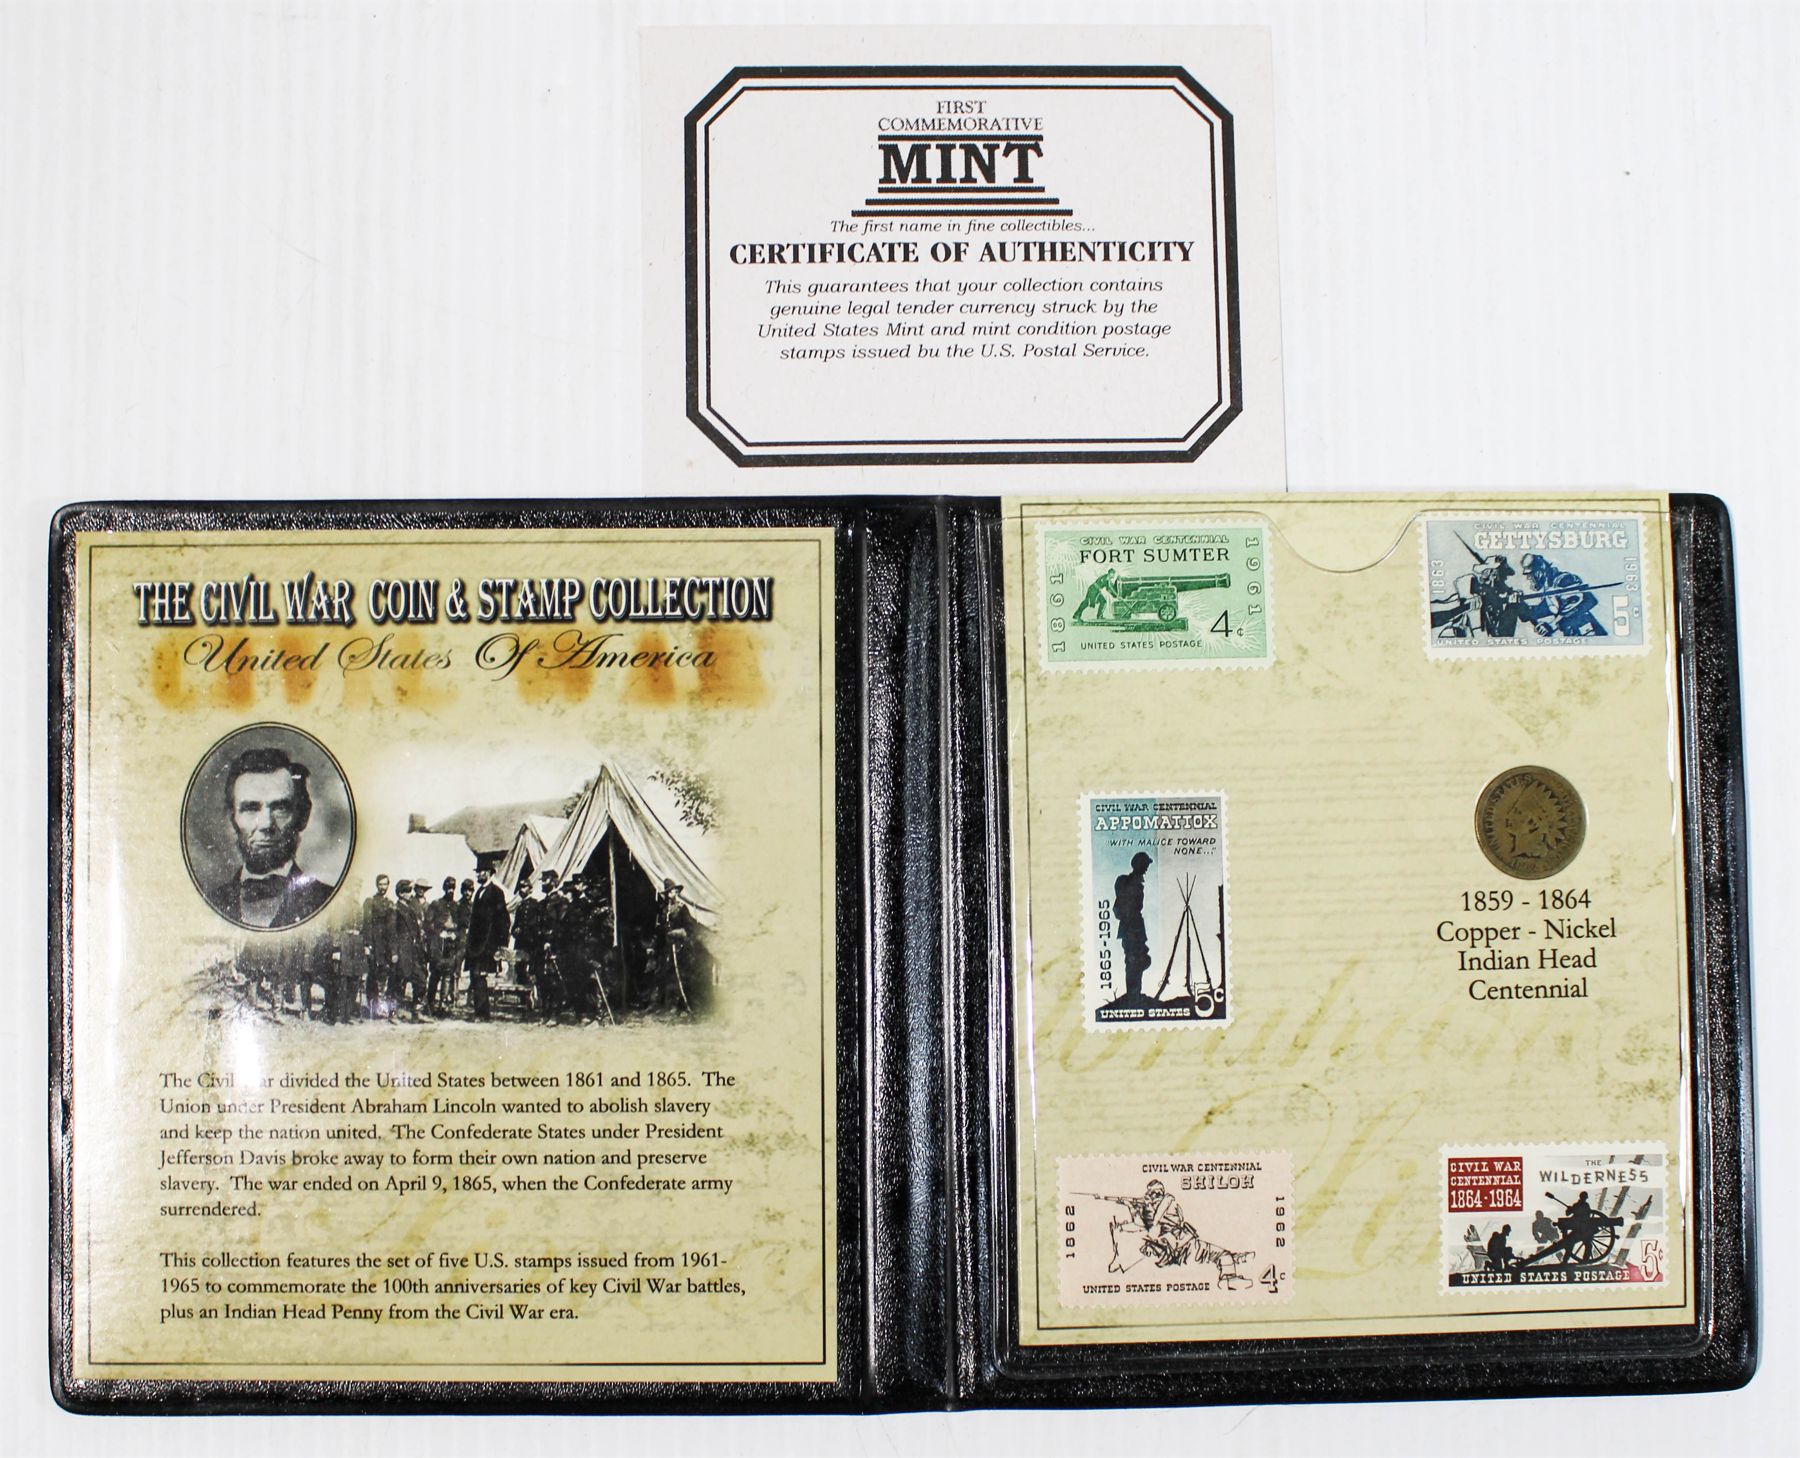 FIRST
COMMEMORATIVE
MINT
The first name in fine collectibles...
CERTIFICATE OF AUTHENTICITY
This guarantees that your collection contains
genuine legal tender currency struck by the
United States Mint and mint condition postage
stamps issued bu the U.S. Postal Service.
THE CIVIL WAR COIN & STAMP COLLECTION
United States Of America
CIVIL WAR
The Civil ar divided the United States between 1861 and 1865. The
Union under President Abraham Lincoln wanted to abolish slavery
and keep the nation united. The Confederate States under President
Jefferson Davis broke away to form their own nation and preserve
slavery. The war ended on April 9, 1865, when the Confederate army
surrendered.
This collection features the set of five U.S. stamps issued from 1961-
1965 to commemorate the 100th anniversaries of key Civil War battles,
plus an Indian Head Penny from the Civil War era.
CIVIL WAR CENTENNIAL
FORT SUMTER
1861
1961
4¢
UNITED STATES POSTAGE
CIVIL WAR CENTENNIAL
GETTYSBURG
1863
1963
5¢
UNITED STATES POSTAGE
CIVIL WAR CENTENNIAL
APPOMATTOX
"WITH MALICE TOWARD
NONE..."
1865-1965
UNITED STATES 5¢
1859 - 1864
Copper - Nickel
Indian Head
Centennial
CIVIL WAR CENTENNIAL
SHILOH
1862
1962
UNITED STATES POSTAGE 4¢
CIVIL WAR
CENTENNIAL
1864-1964
THE
WILDERNESS
UNITED STATES POSTAGE 5¢